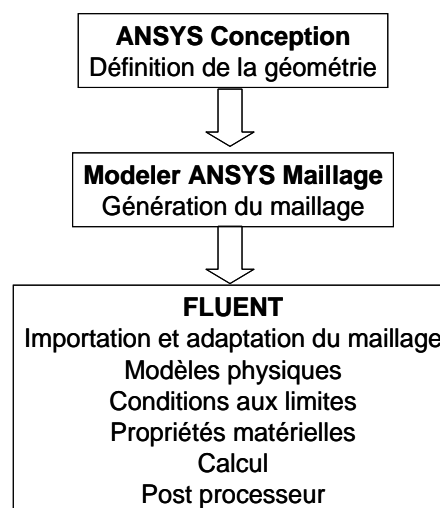 ANSYS Conception
Définition de la géométrie
Modeler ANSYS Maillage
Génération du maillage
FLUENT
Importation et adaptation du maillage
Modèles physiques
Conditions aux limites
Propriétés matérielles
Calcul
Post processeur